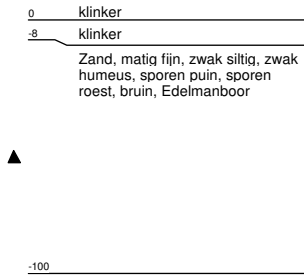 0 klinker
-8 klinker
Zand, matig fijn, zwak siltig, zwak
humeus, sporen puin, sporen
roest, bruin, Edelmanboor
-100